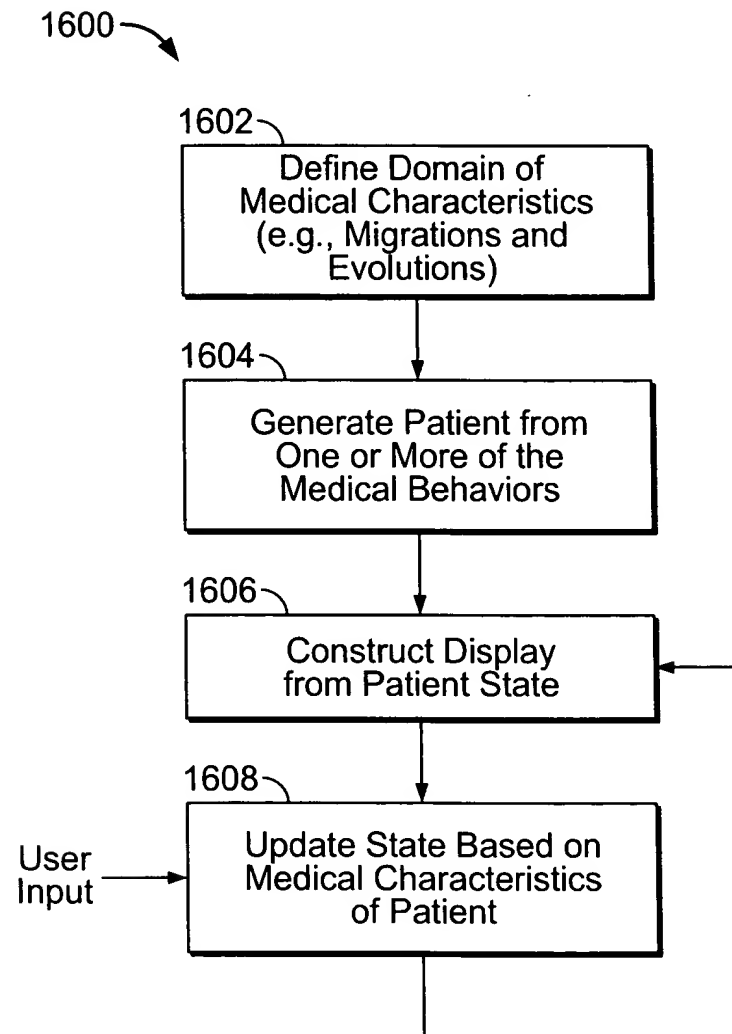 1600
1602
Define Domain of
Medical Characteristics
(e.g., Migrations and
Evolutions)
1604
Generate Patient from
One or More of the
Medical Behaviors
1606
Construct Display
from Patient State
1608
User
Input
Update State Based on
Medical Characteristics
of Patient